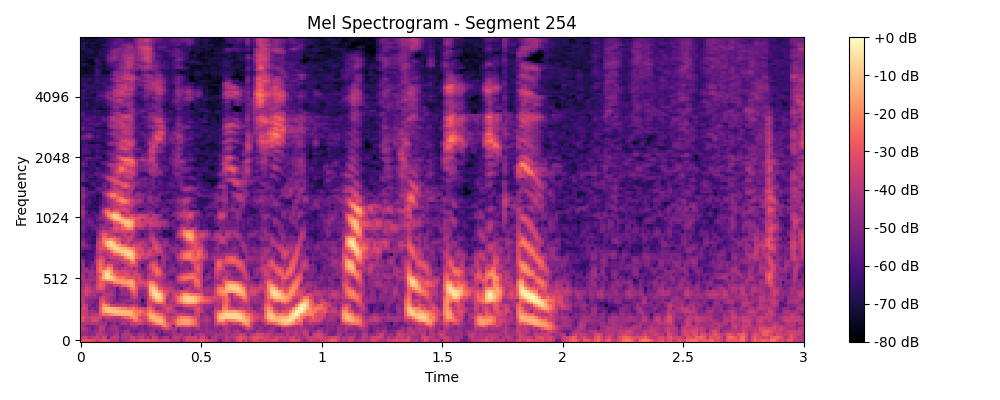 Mel Spectrogram - Segment 254
Frequency
4096
2048
1024
512
0
0
0.5
1
1.5
2
2.5
3
Time
+0 dB
-10 dB
-20 dB
-30 dB
-40 dB
-50 dB
-60 dB
-70 dB
-80 dB